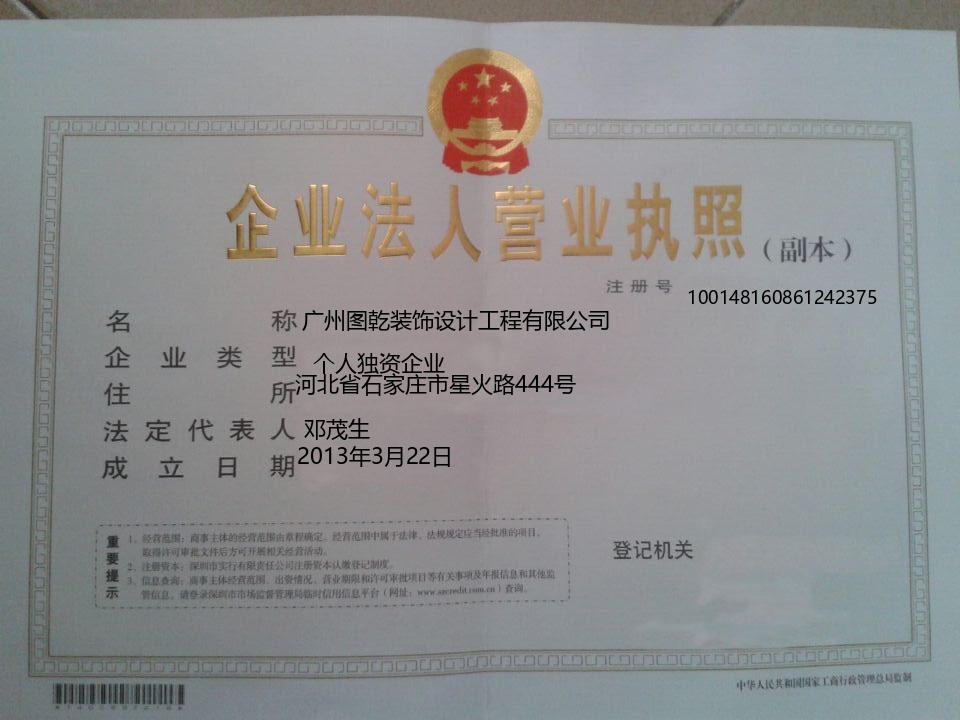 企业法人营业执照
(副本)
注册号 100148160861242375
名称 广州图乾装饰设计工程有限公司
企业类型 个人独资企业
住所 河北省石家庄市星火路444号
法定代表人 邓茂生
成立日期 2013年3月22日
重要提示
1、经营范围：商事主体的经营范围由章程确定。经营范围中属于法律、法规规定应当经批准的项目，
取得许可审批文件后方可开展相关经营活动。
2、注册资本：深圳市实行有限责任公司注册资本认缴登记制度。
3、信息查询：商事主体经营范围、出资情况、营业期限和许可审批项目等有关事项及年报信息和其他监
管信息，请登录深圳市市场监督管理局临时信用信息平台（网址：www.szcredit.com.cn）查询。
登记机关
中华人民共和国国家工商行政管理总局监制